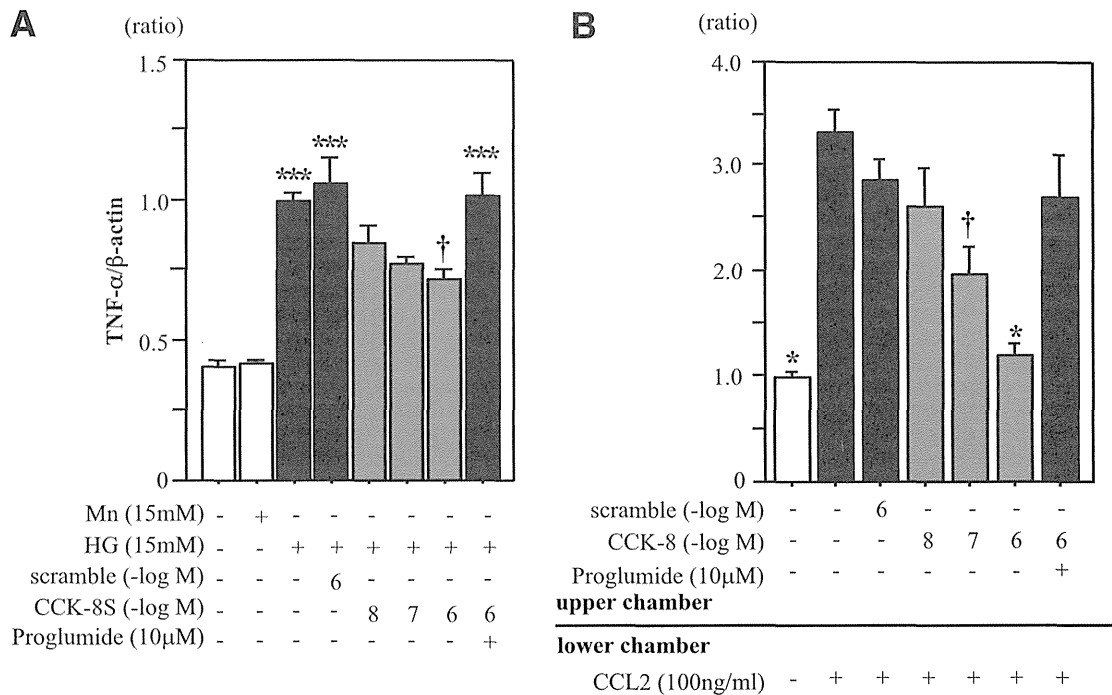 A (ratio)
1.5
1.0
0.5
0
TNF-α/β-actin
*** *** † ***
Mn (15mM) - + - - - - - -
HG (15mM) - - + + + + + +
scramble (-log M) - - - 6 - - - -
CCK-8S (-log M) - - - - 8 7 6 6
Proglumide (10μM) - - - - - - - +
B (ratio)
4.0
3.0
2.0
1.0
0
* † *
scramble (-log M) - - 6 - - - -
CCK-8 (-log M) - - - 8 7 6 6
Proglumide (10μM) - - - - - - +
upper chamber
lower chamber
CCL2 (100ng/ml) - + + + + + +